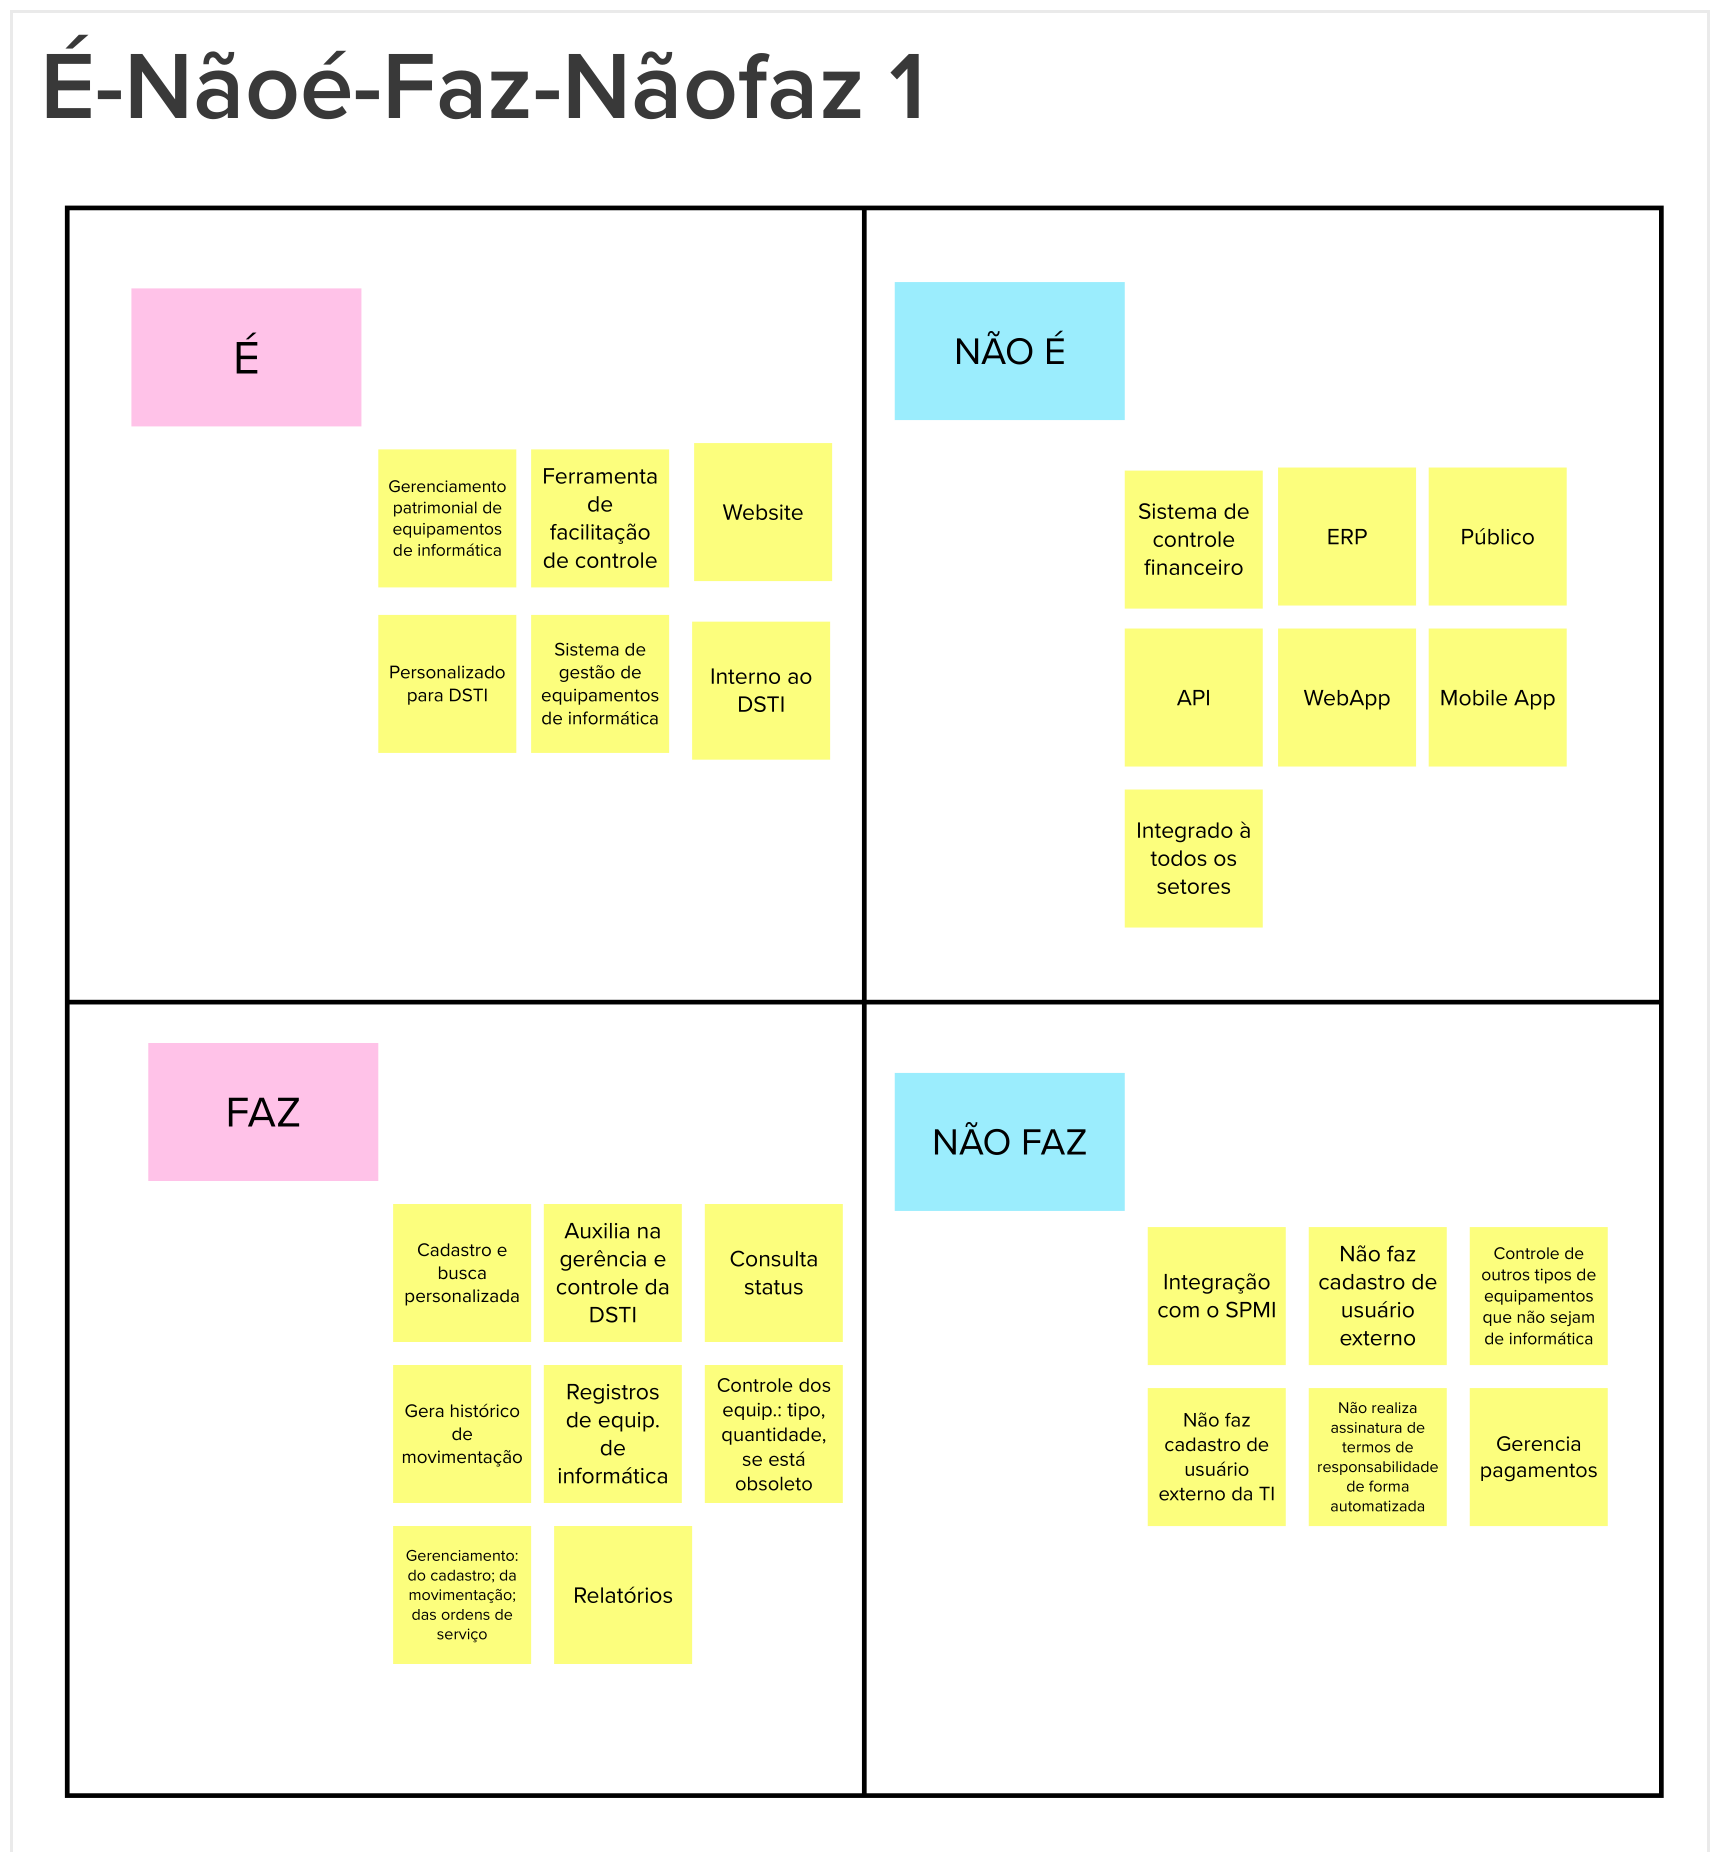 É-Nãoé-Faz-Nãofaz 1
É
Gerenciamento
patrimonial de
equipamentos
de informática
Ferramenta
de
facilitação
de controle
Website
Personalizado
para DSTI
Sistema de
gestão de
equipamentos
de informática
Interno ao
DSTI
NÃO É
Sistema de
controle
financeiro
ERP
Público
API
WebApp
Mobile App
Integrado à
todos os
setores
FAZ
Cadastro e
busca
personalizada
Auxilia na
gerência e
controle da
DSTI
Consulta
status
Gera histórico
de
movimentação
Registros
de equip.
de
informática
Controle dos
equip.: tipo,
quantidade,
se está
obsoleto
Gerenciamento:
do cadastro; da
movimentação;
das ordens de
serviço
Relatórios
NÃO FAZ
Integração
com o SPMI
Não faz
cadastro de
usuário
externo
Controle de
outros tipos de
equipamentos
que não sejam
de informática
Não faz
cadastro de
usuário
externo da TI
Não realiza
assinatura de
termos de
responsabilidade
de forma
automatizada
Gerencia
pagamentos